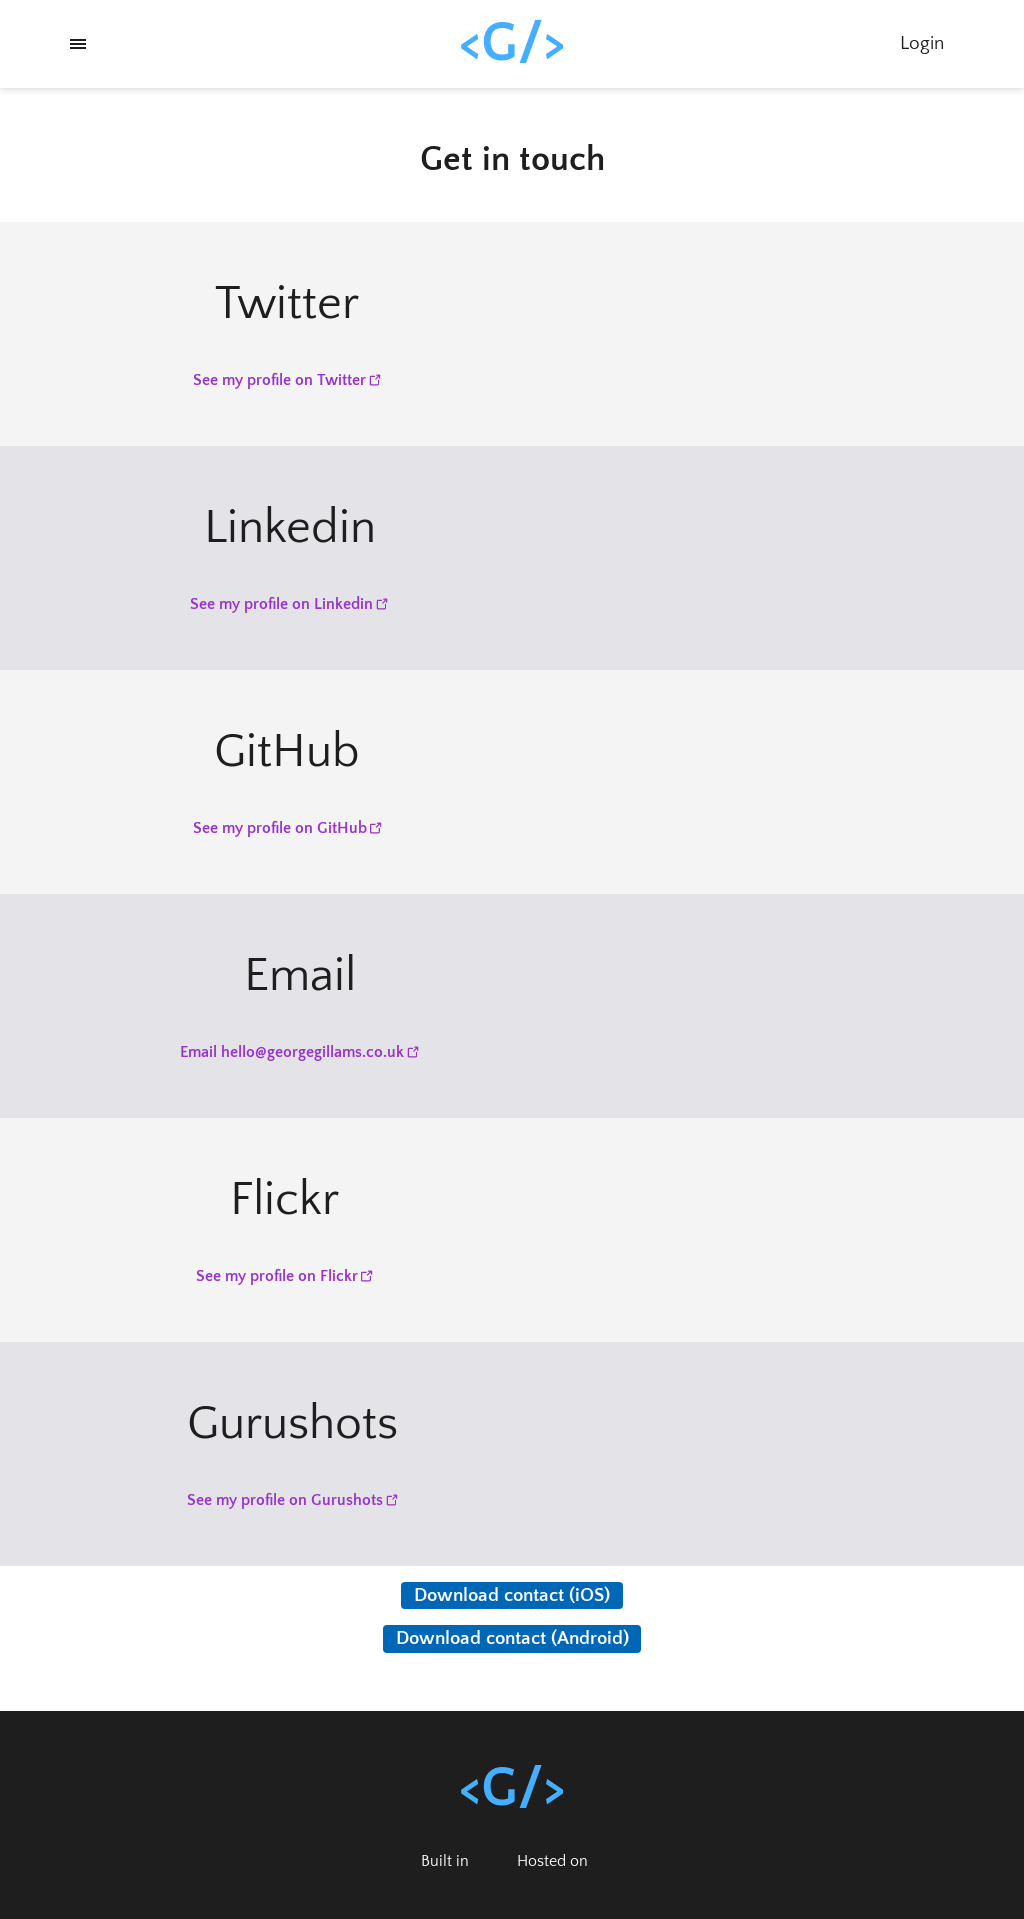 <G/>
Login
Get in touch
Twitter
See my profile on Twitter
Linkedin
See my profile on Linkedin
GitHub
See my profile on GitHub
Email
Email hello@georgegillams.co.uk
Flickr
See my profile on Flickr
Gurushots
See my profile on Gurushots
Download contact (iOS)
Download contact (Android)
<G/>
Built in
Hosted on